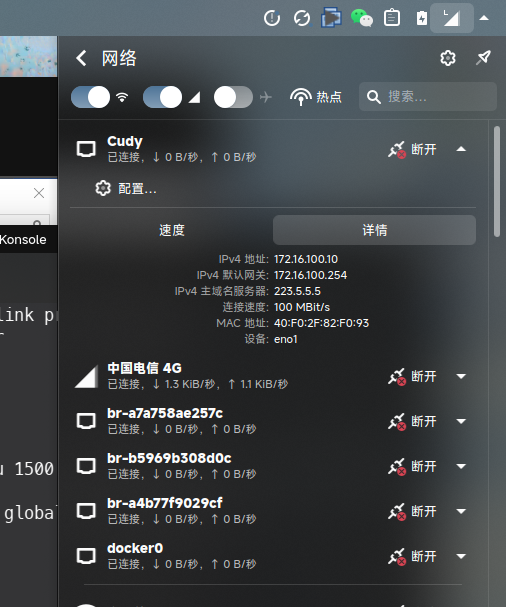 L
网络
热点
搜索...
Cudy
已连接，↓ 0 B/秒，↑ 0 B/秒
断开
配置...
速度
详情
IPv4 地址: 172.16.100.10
IPv4 默认网关: 172.16.100.254
IPv4 主域名服务器: 223.5.5.5
连接速度: 100 MBit/s
MAC 地址: 40:F0:2F:82:F0:93
设备: eno1
中国电信 4G
已连接，↓ 1.3 KiB/秒，↑ 1.1 KiB/秒
断开
br-a7a758ae257c
已连接，↓ 0 B/秒，↑ 0 B/秒
断开
br-b5969b308d0c
已连接，↓ 0 B/秒，↑ 0 B/秒
断开
br-a4b77f9029cf
已连接，↓ 0 B/秒，↑ 0 B/秒
断开
docker0
已连接，↓ 0 B/秒，↑ 0 B/秒
断开
Konsole
link p
1500
globa